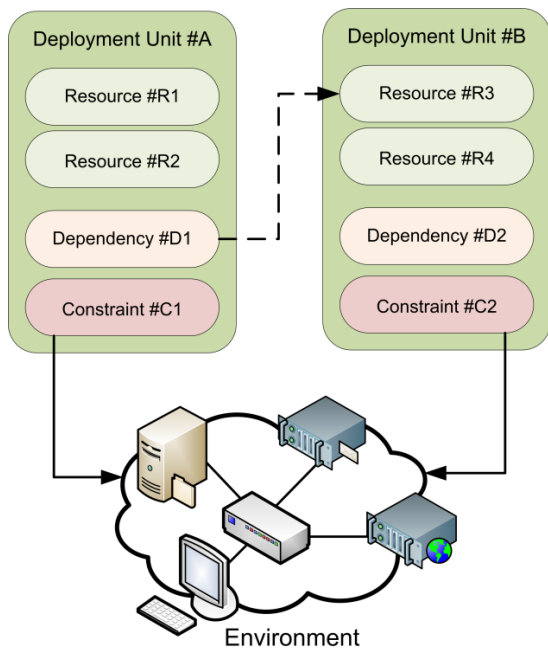 Deployment Unit #A
Resource #R1
Resource #R2
Dependency #D1
Constraint #C1
Deployment Unit #B
Resource #R3
Resource #R4
Dependency #D2
Constraint #C2
Environment